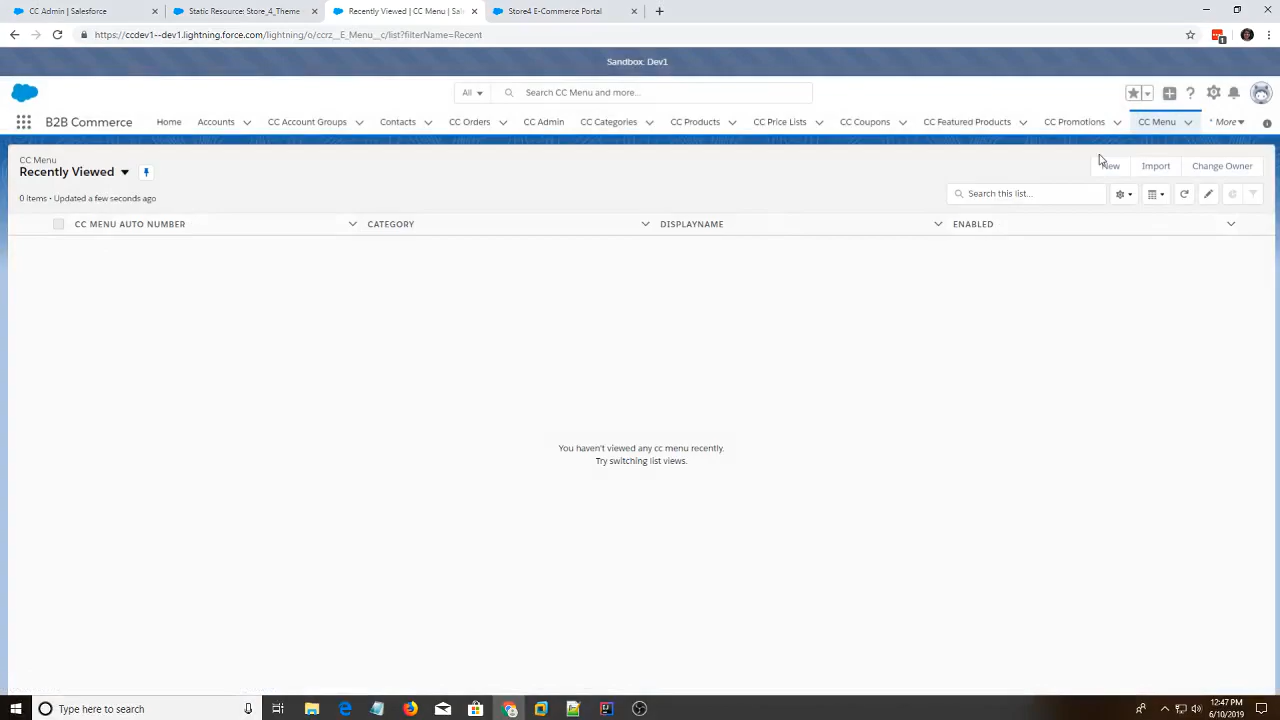 CC Admin | Salesforce
Static Resource: Store_4_Theme
Recently Viewed | CC Menu | Sal
Store4 E-Commerce Portal
https://ccdev1--dev1.lightning.force.com/lightning/o/ccrz__E_Menu__c/list?filterName=Recent
1
Sandbox: Dev1
All
Search CC Menu and more...
B2B Commerce
Home
Accounts
CC Account Groups
Contacts
CC Orders
CC Admin
CC Categories
CC Products
CC Price Lists
CC Coupons
CC Featured Products
CC Promotions
CC Menu
* More
CC Menu
Recently Viewed
New
Import
Change Owner
0 items • Updated a few seconds ago
Search this list...
CC MENU AUTO NUMBER
CATEGORY
DISPLAYNAME
ENABLED
You haven't viewed any cc menu recently.
Try switching list views.
Type here to search
12:47 PM
6/10/2019